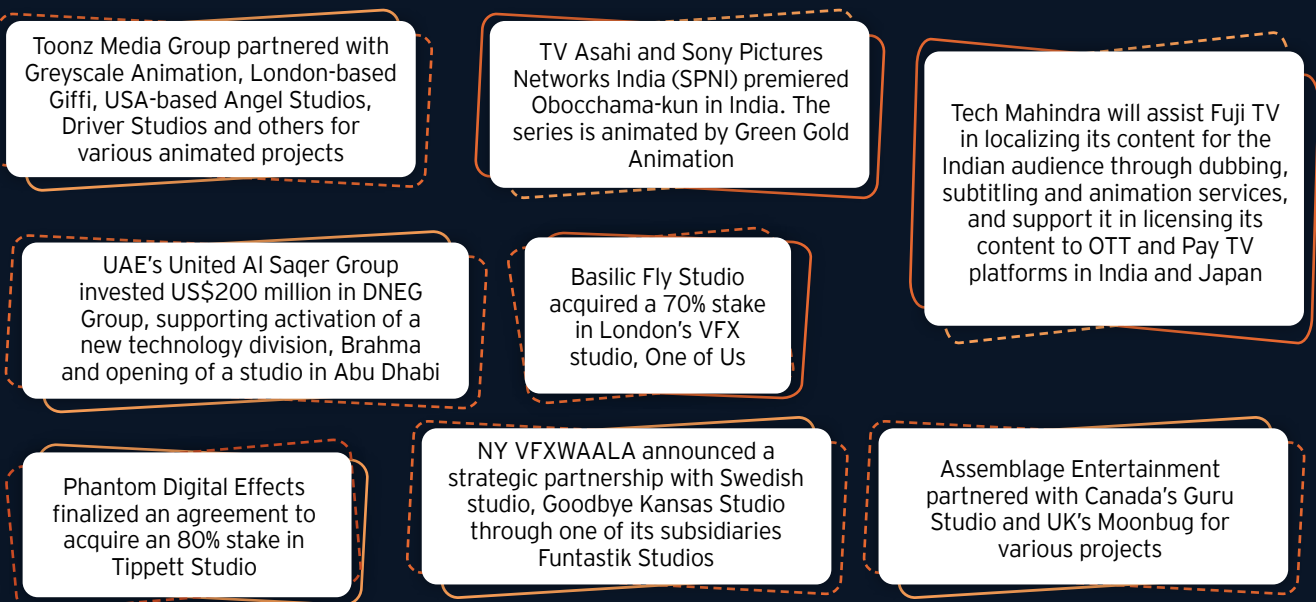 Toonz Media Group partnered with
Greyscale Animation, London-based
Giffi, USA-based Angel Studios,
Driver Studios and others for
various animated projects
TV Asahi and Sony Pictures
Networks India (SPNI) premiered
Obocchama-kun in India. The
series is animated by Green Gold
Animation
Tech Mahindra will assist Fuji TV
in localizing its content for the
Indian audience through dubbing,
subtitling and animation services,
and support it in licensing its
content to OTT and Pay TV
platforms in India and Japan
UAE's United Al Saqer Group
invested US$200 million in DNEG
Group, supporting activation of a
new technology division, Brahma
and opening of a studio in Abu Dhabi
Basilic Fly Studio
acquired a 70% stake
in London's VFX
studio, One of Us
Phantom Digital Effects
finalized an agreement to
acquire an 80% stake in
Tippett Studio
NY VFXWAALA announced a
strategic partnership with Swedish
studio, Goodbye Kansas Studio
through one of its subsidiaries
Funtastik Studios
Assemblage Entertainment
partnered with Canada's Guru
Studio and UK's Moonbug for
various projects